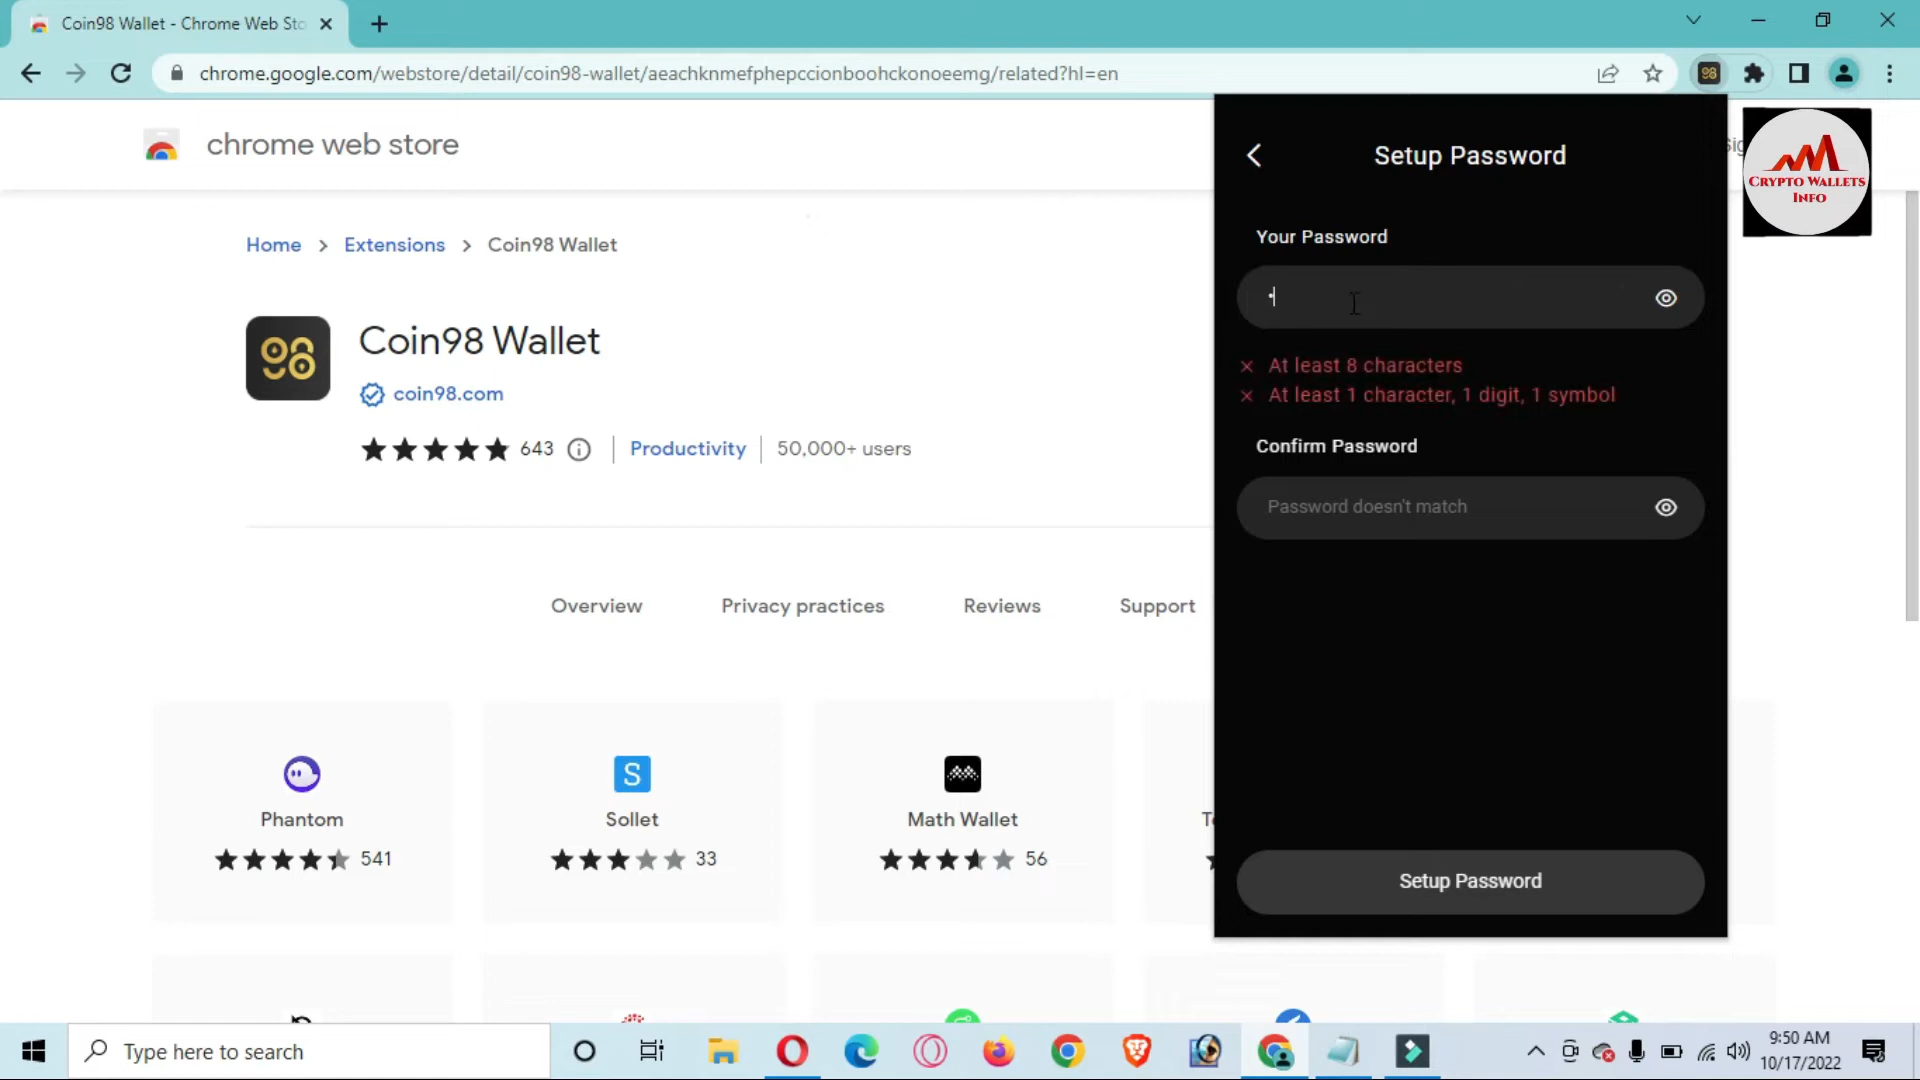 Coin98 Wallet - Chrome Web Sto
chrome.google.com/webstore/detail/coin98-wallet/aeachknmefphepccionboohckonoeemg/related?hl=en
chrome web store
Sig
CRYPTO WALLETS
INFO
Home > Extensions > Coin98 Wallet
98
Coin98 Wallet
coin98.com
643 Productivity 50,000+ users
Overview Privacy practices Reviews Support
Phantom
541
S
Sollet
33
Math Wallet
56
Setup Password
Your Password
× At least 8 characters
× At least 1 character, 1 digit, 1 symbol
Confirm Password
Password doesn't match
Setup Password
Type here to search
9:50 AM
10/17/2022